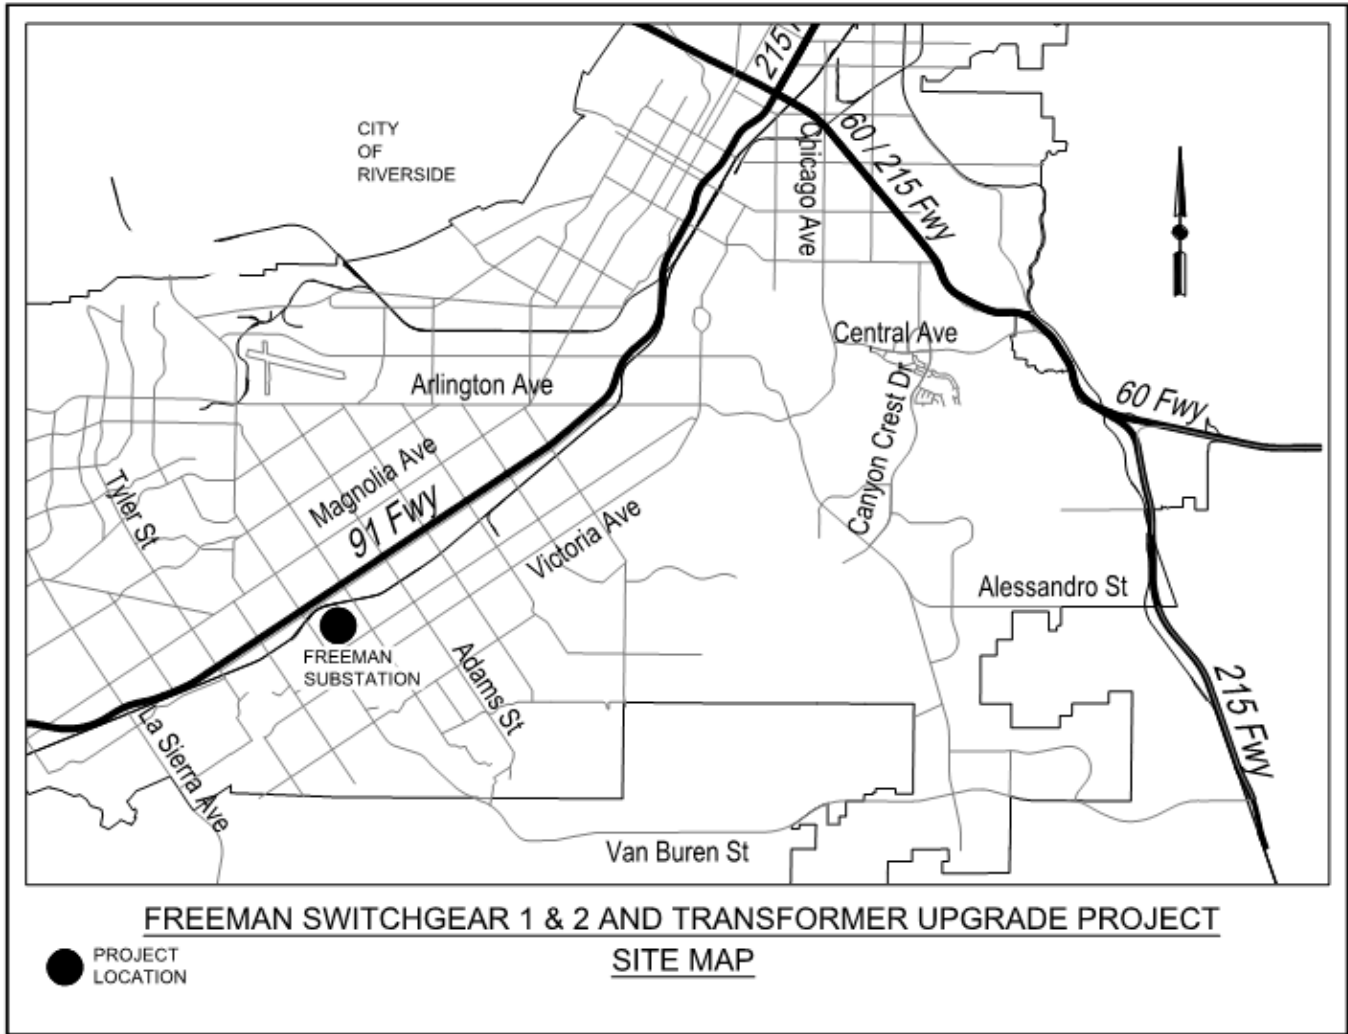 215 F
CITY
OF
RIVERSIDE
Chicago Ave
60 / 215 Fwy
Central Ave
Arlington Ave
Canyon Crest Dr
60 Fwy
Magnolia Ave
Tyler St
91 Fwy
Victoria Ave
Alessandro St
FREEMAN
SUBSTATION
Adams St
215 Fwy
La Sierra Ave
Van Buren St
FREEMAN SWITCHGEAR 1 & 2 AND TRANSFORMER UPGRADE PROJECT
SITE MAP
PROJECT
LOCATION